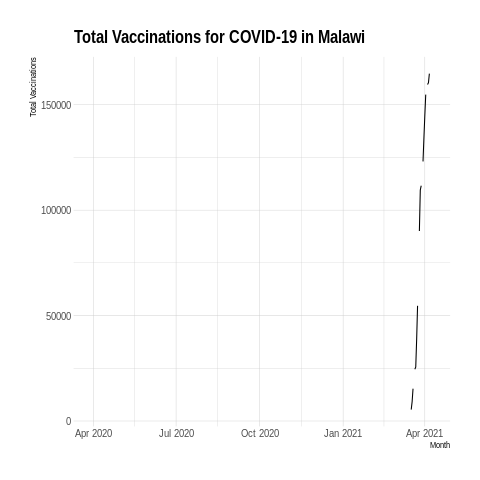 Total Vaccinations for COVID-19 in Malawi
Total Vaccinations
150000
100000
50000
0
Apr 2020 Jul 2020 Oct 2020 Jan 2021 Apr 2021
Month